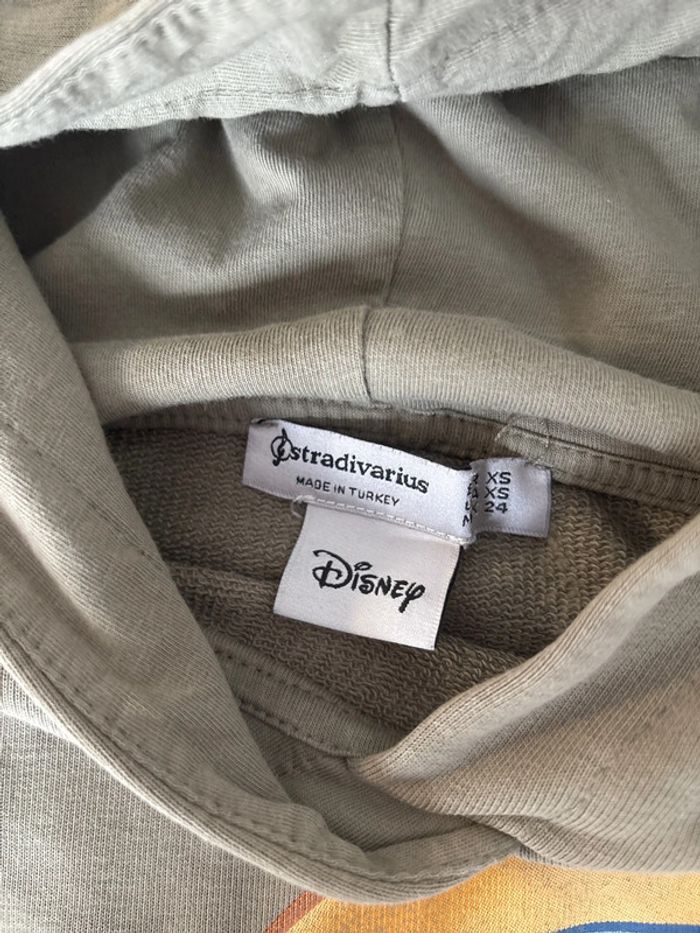 stradivarius
MADE IN TURKEY
XS
XS
24
Disney